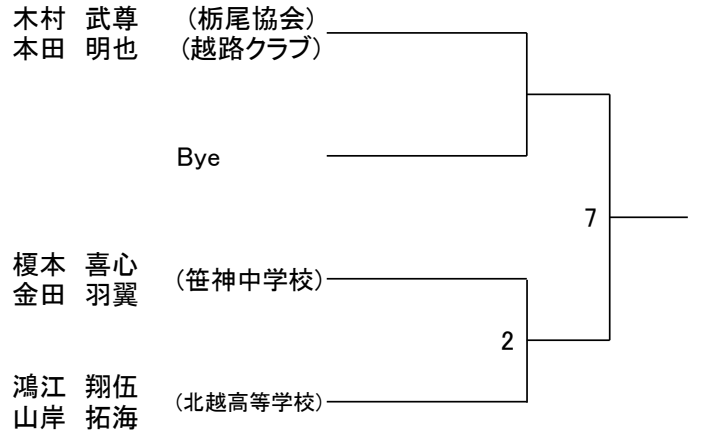 木村 武尊 (栃尾協会)
本田 明也 (越路クラブ)
Bye
7
榎本 喜心
金田 羽翼
(笹神中学校)
2
鴻江 翔伍
山岸 拓海
(北越高等学校)